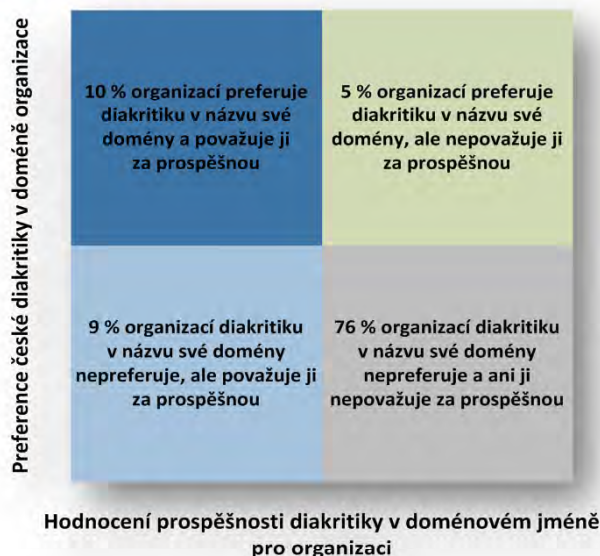 Preference české diakritiky v doméně organizace
10 % organizací preferuje
diakritiku v názvu své
domény a považuje ji
za prospěšnou
5 % organizací preferuje
diakritiku v názvu své
domény, ale nepovažuje ji
za prospěšnou
9 % organizací diakritiku
v názvu své domény
nepreferuje, ale považuje ji
za prospěšnou
76 % organizací diakritiku
v názvu své domény
nepreferuje a ani ji
nepovažuje za prospěšnou
Hodnocení prospěšnosti diakritiky v doménovém jméně
pro organizaci